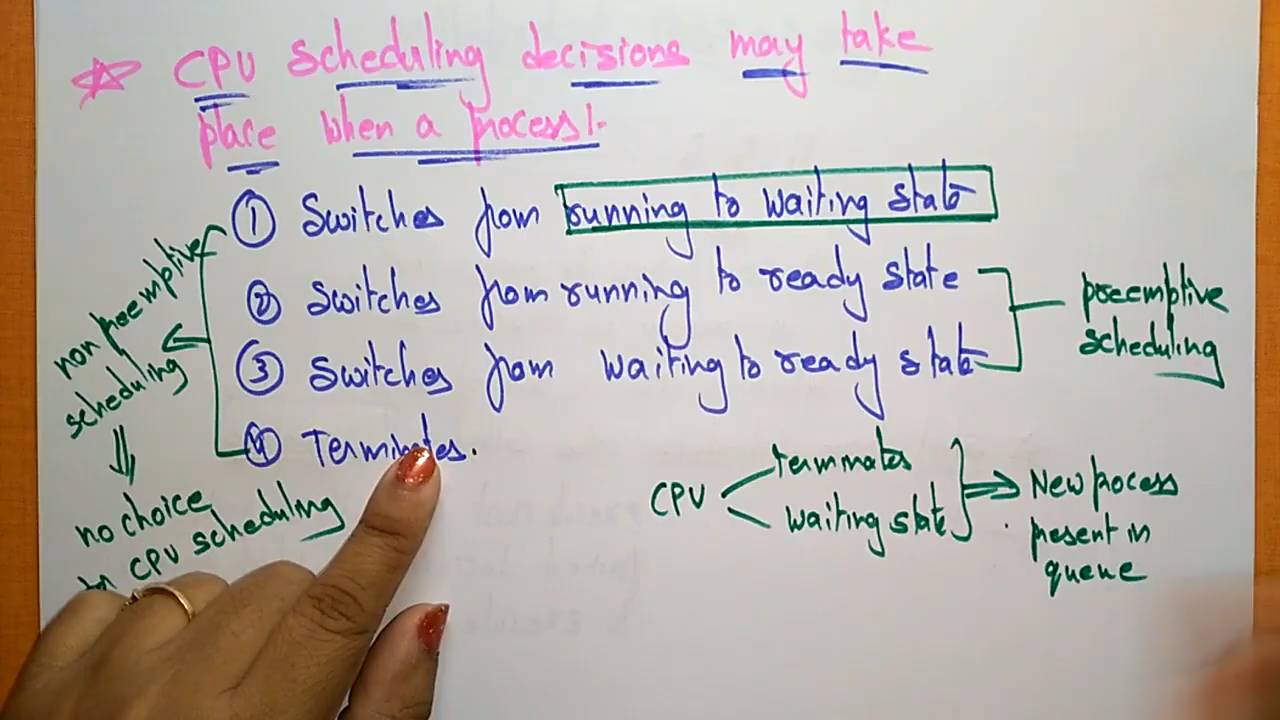 CPU scheduling decisions may take
place when a process:-
① Switches from running to waiting state
② Switches from running to ready state
③ Switches from waiting to ready state
④ Terminates.
non preemptive
scheduling
no choice
in CPU scheduling
preemptive
scheduling
CPU
terminates
waiting state
New process
present in
queue